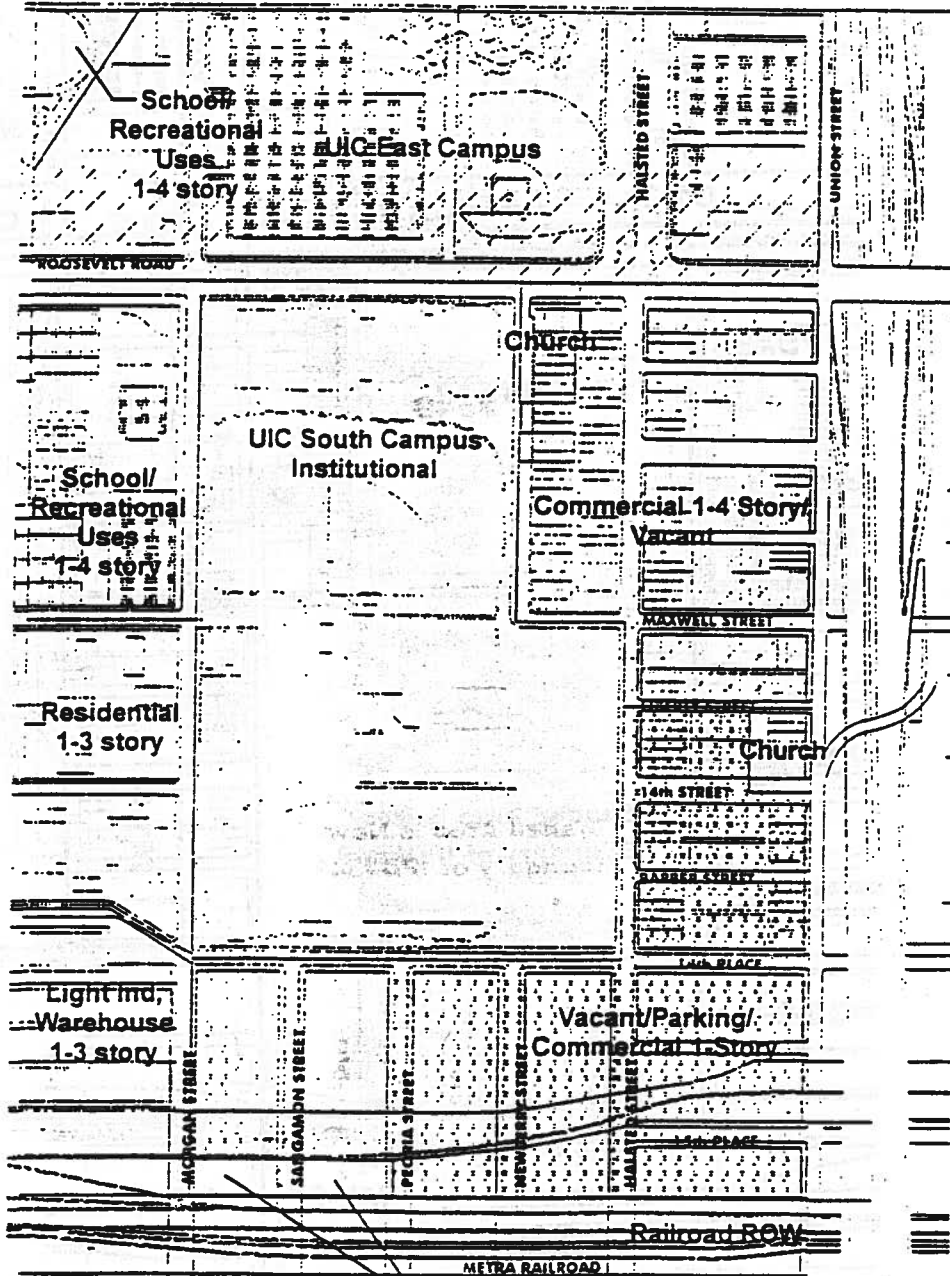 School/
Recreational
Uses
1-4 story
UIC East Campus
HALSTED STREET
UNION STREET
ROOSEVELT ROAD
Church
UIC South Campus
Institutional
School/
Recreational
Uses
1-4 story
Commercial 1-4 Story/
Vacant
MAXWELL STREET
Residential
1-3 story
Church
14th STREET
BARBER STREET
14th PLACE
Light Ind,
Warehouse
1-3 story
Vacant/Parking/
Commercial 1-Story
MORGAN STREET
SANGAMON STREET
PEORIA STREET
NEWBERRY STREET
HALSTED STREET
15th PLACE
Railroad ROW
METRA RAILROAD